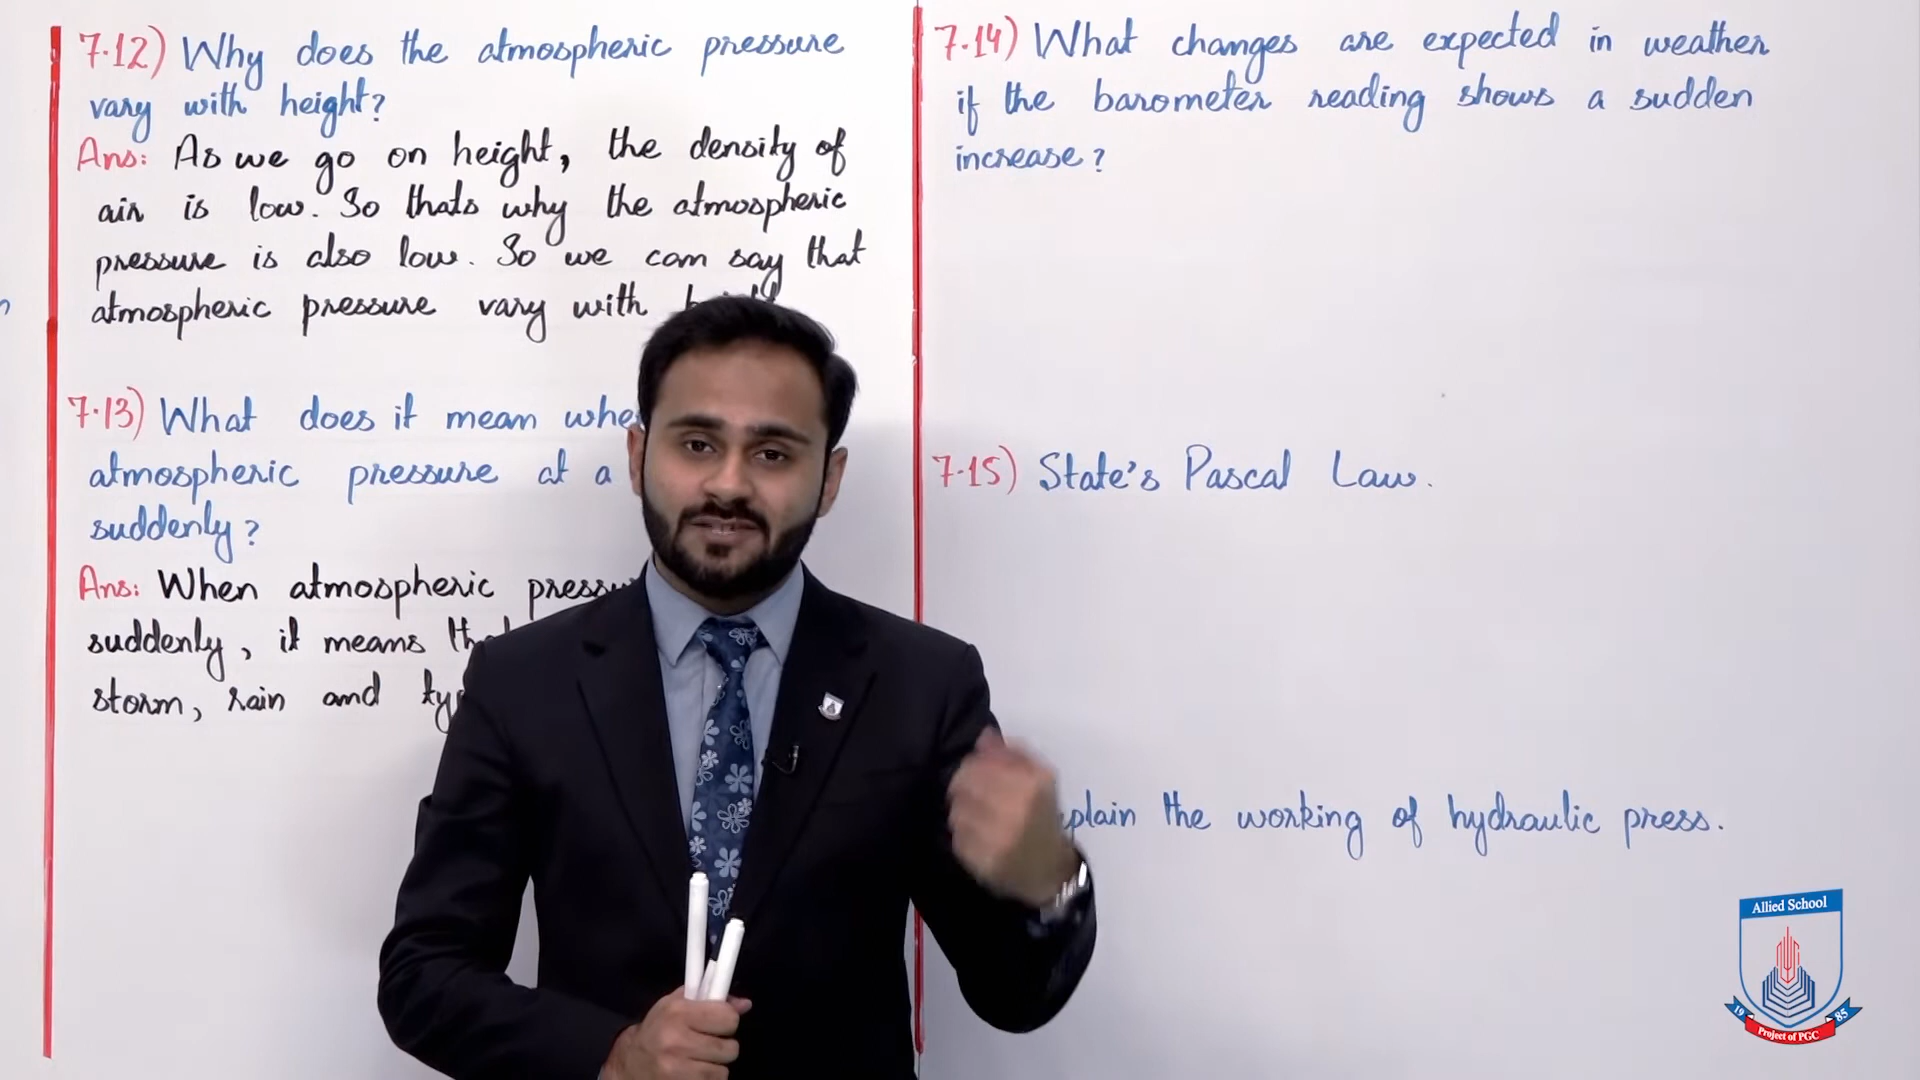 7.12) Why does the atmospheric pressure
vary with height?
Ans: As we go on height, the density of
air is low. So thats why the atmospheric
pressure is also low. So we can say that
atmospheric pressure vary with
7.13) What does it mean
atmospheric pressure at a
suddenly?
Ans: When atmospheric
suddenly, it means
storm, rain and
7.14) What changes are expected in weather
if the barometer reading shows a sudden
increase?
7.15) State's Pascal Law.
plain the working of hydraulic press.
Allied School
19 85
Project of PGC